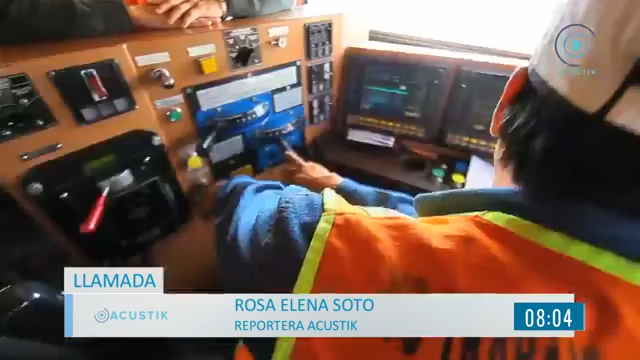 ACUSTIK
LLAMADA
ACUSTIK
ROSA ELENA SOTO
REPORTERA ACUSTIK
08:04